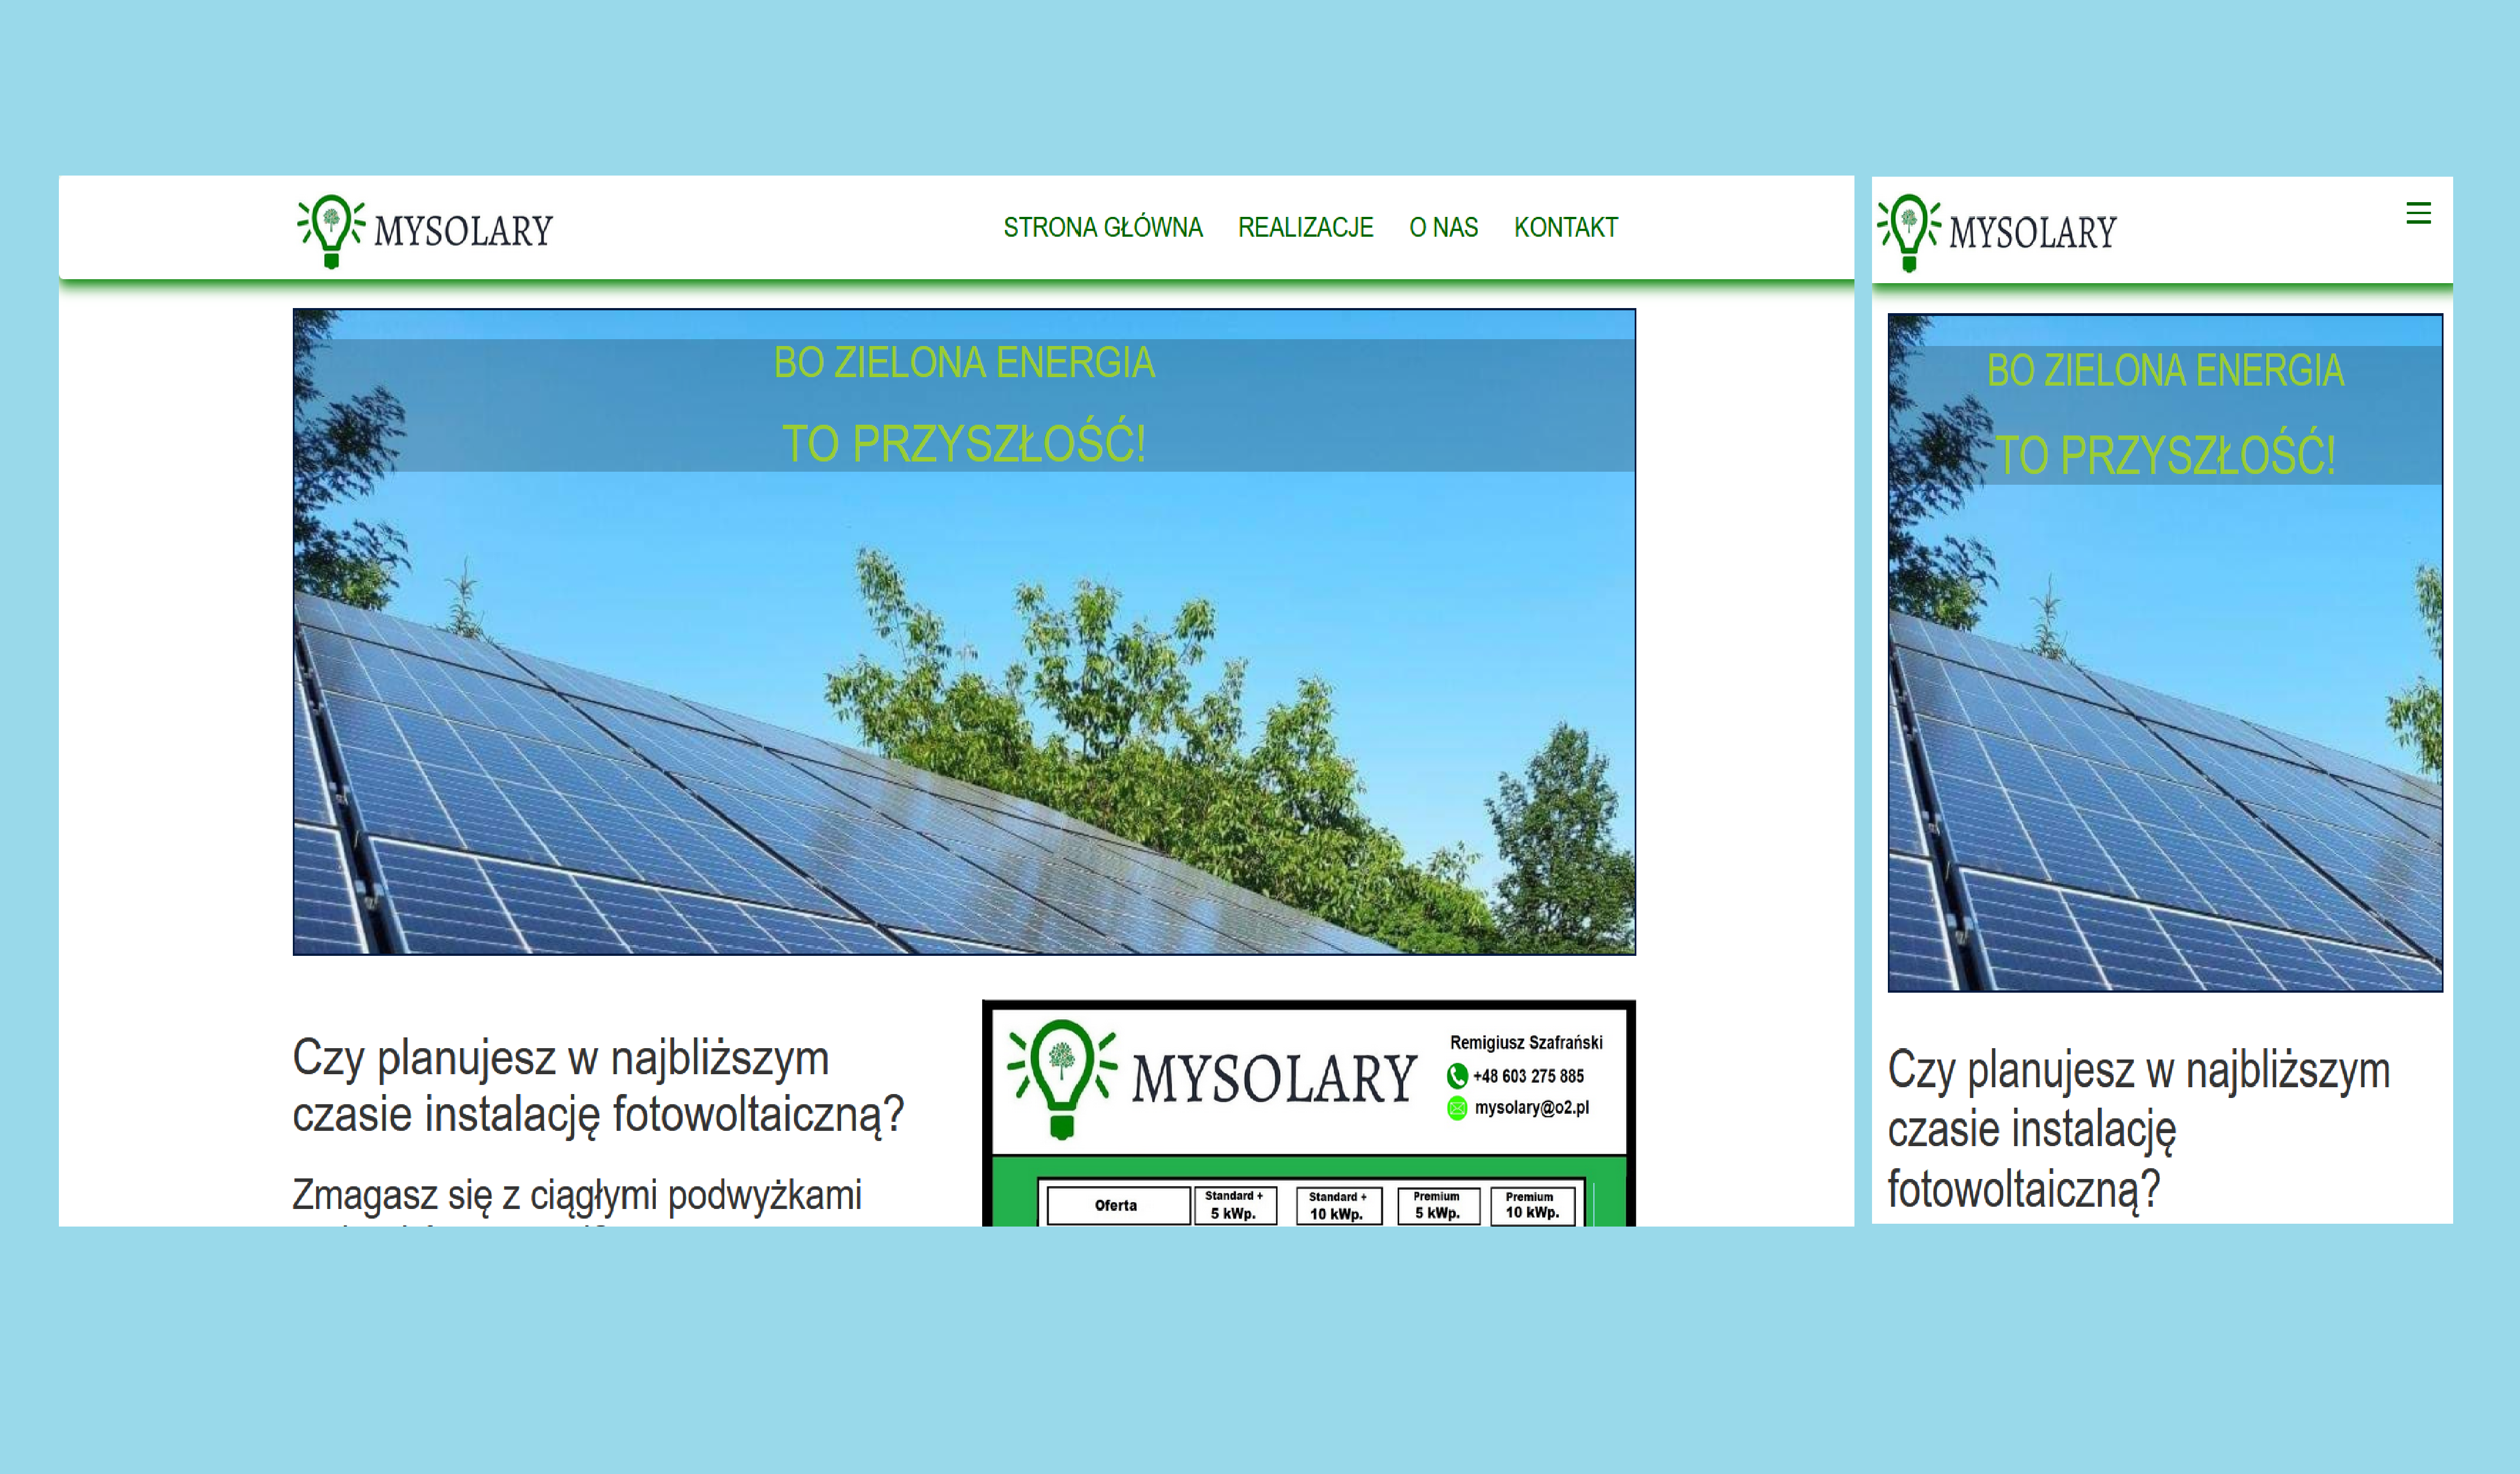 MYSOLARY
STRONA GŁÓWNA REALIZACJE O NAS KONTAKT
BO ZIELONA ENERGIA
TO PRZYSZŁOŚĆ!
Czy planujesz w najbliższym
czasie instalację fotowoltaiczną?
Zmagasz się z ciągłymi podwyżkami
MYSOLARY
Remigiusz Szafrański
+48 603 275 885
mysolary@o2.pl
Oferta
Standard +
5 kWp.
Standard +
10 kWp.
Premium
5 kWp.
Premium
10 kWp.
MYSOLARY
BO ZIELONA ENERGIA
TO PRZYSZŁOŚĆ!
Czy planujesz w najbliższym
czasie instalację
fotowoltaiczną?